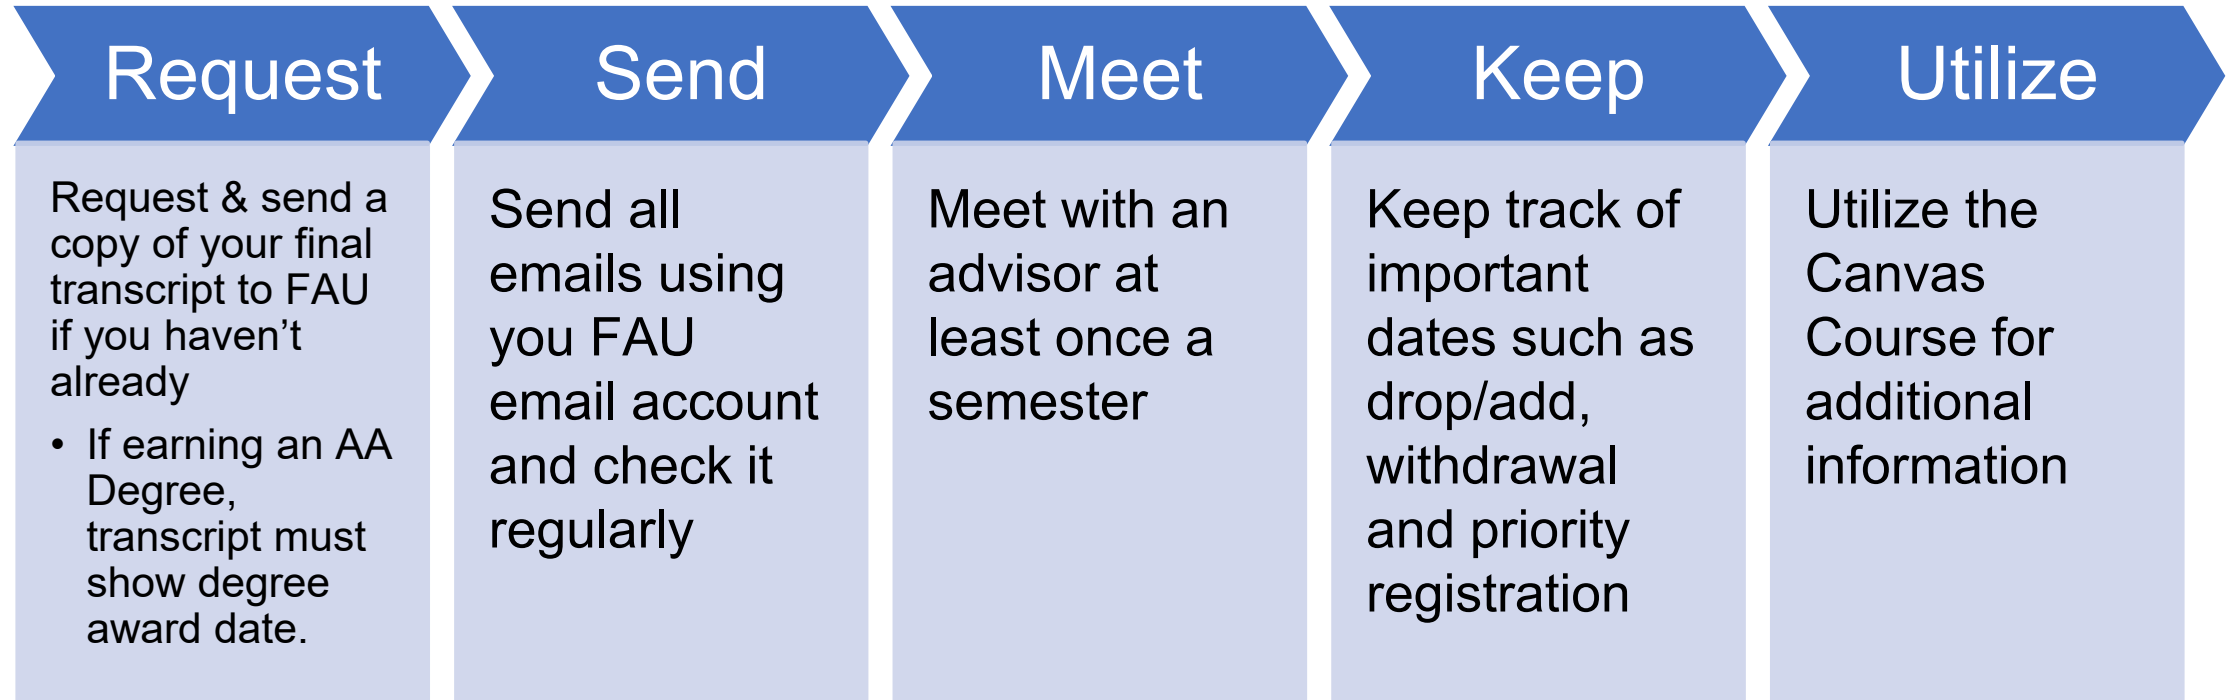 Request
Request & send a
copy of your final
transcript to FAU
if you haven’t
already
• If earning an AA
Degree,
transcript must
show degree
award date.
Send
Send all
emails using
you FAU
email account
and check it
regularly
Meet
Meet with an
advisor at
least once a
semester
Keep
Keep track of
important
dates such as
drop/add,
withdrawal
and priority
registration
Utilize
Utilize the
Canvas
Course for
additional
information